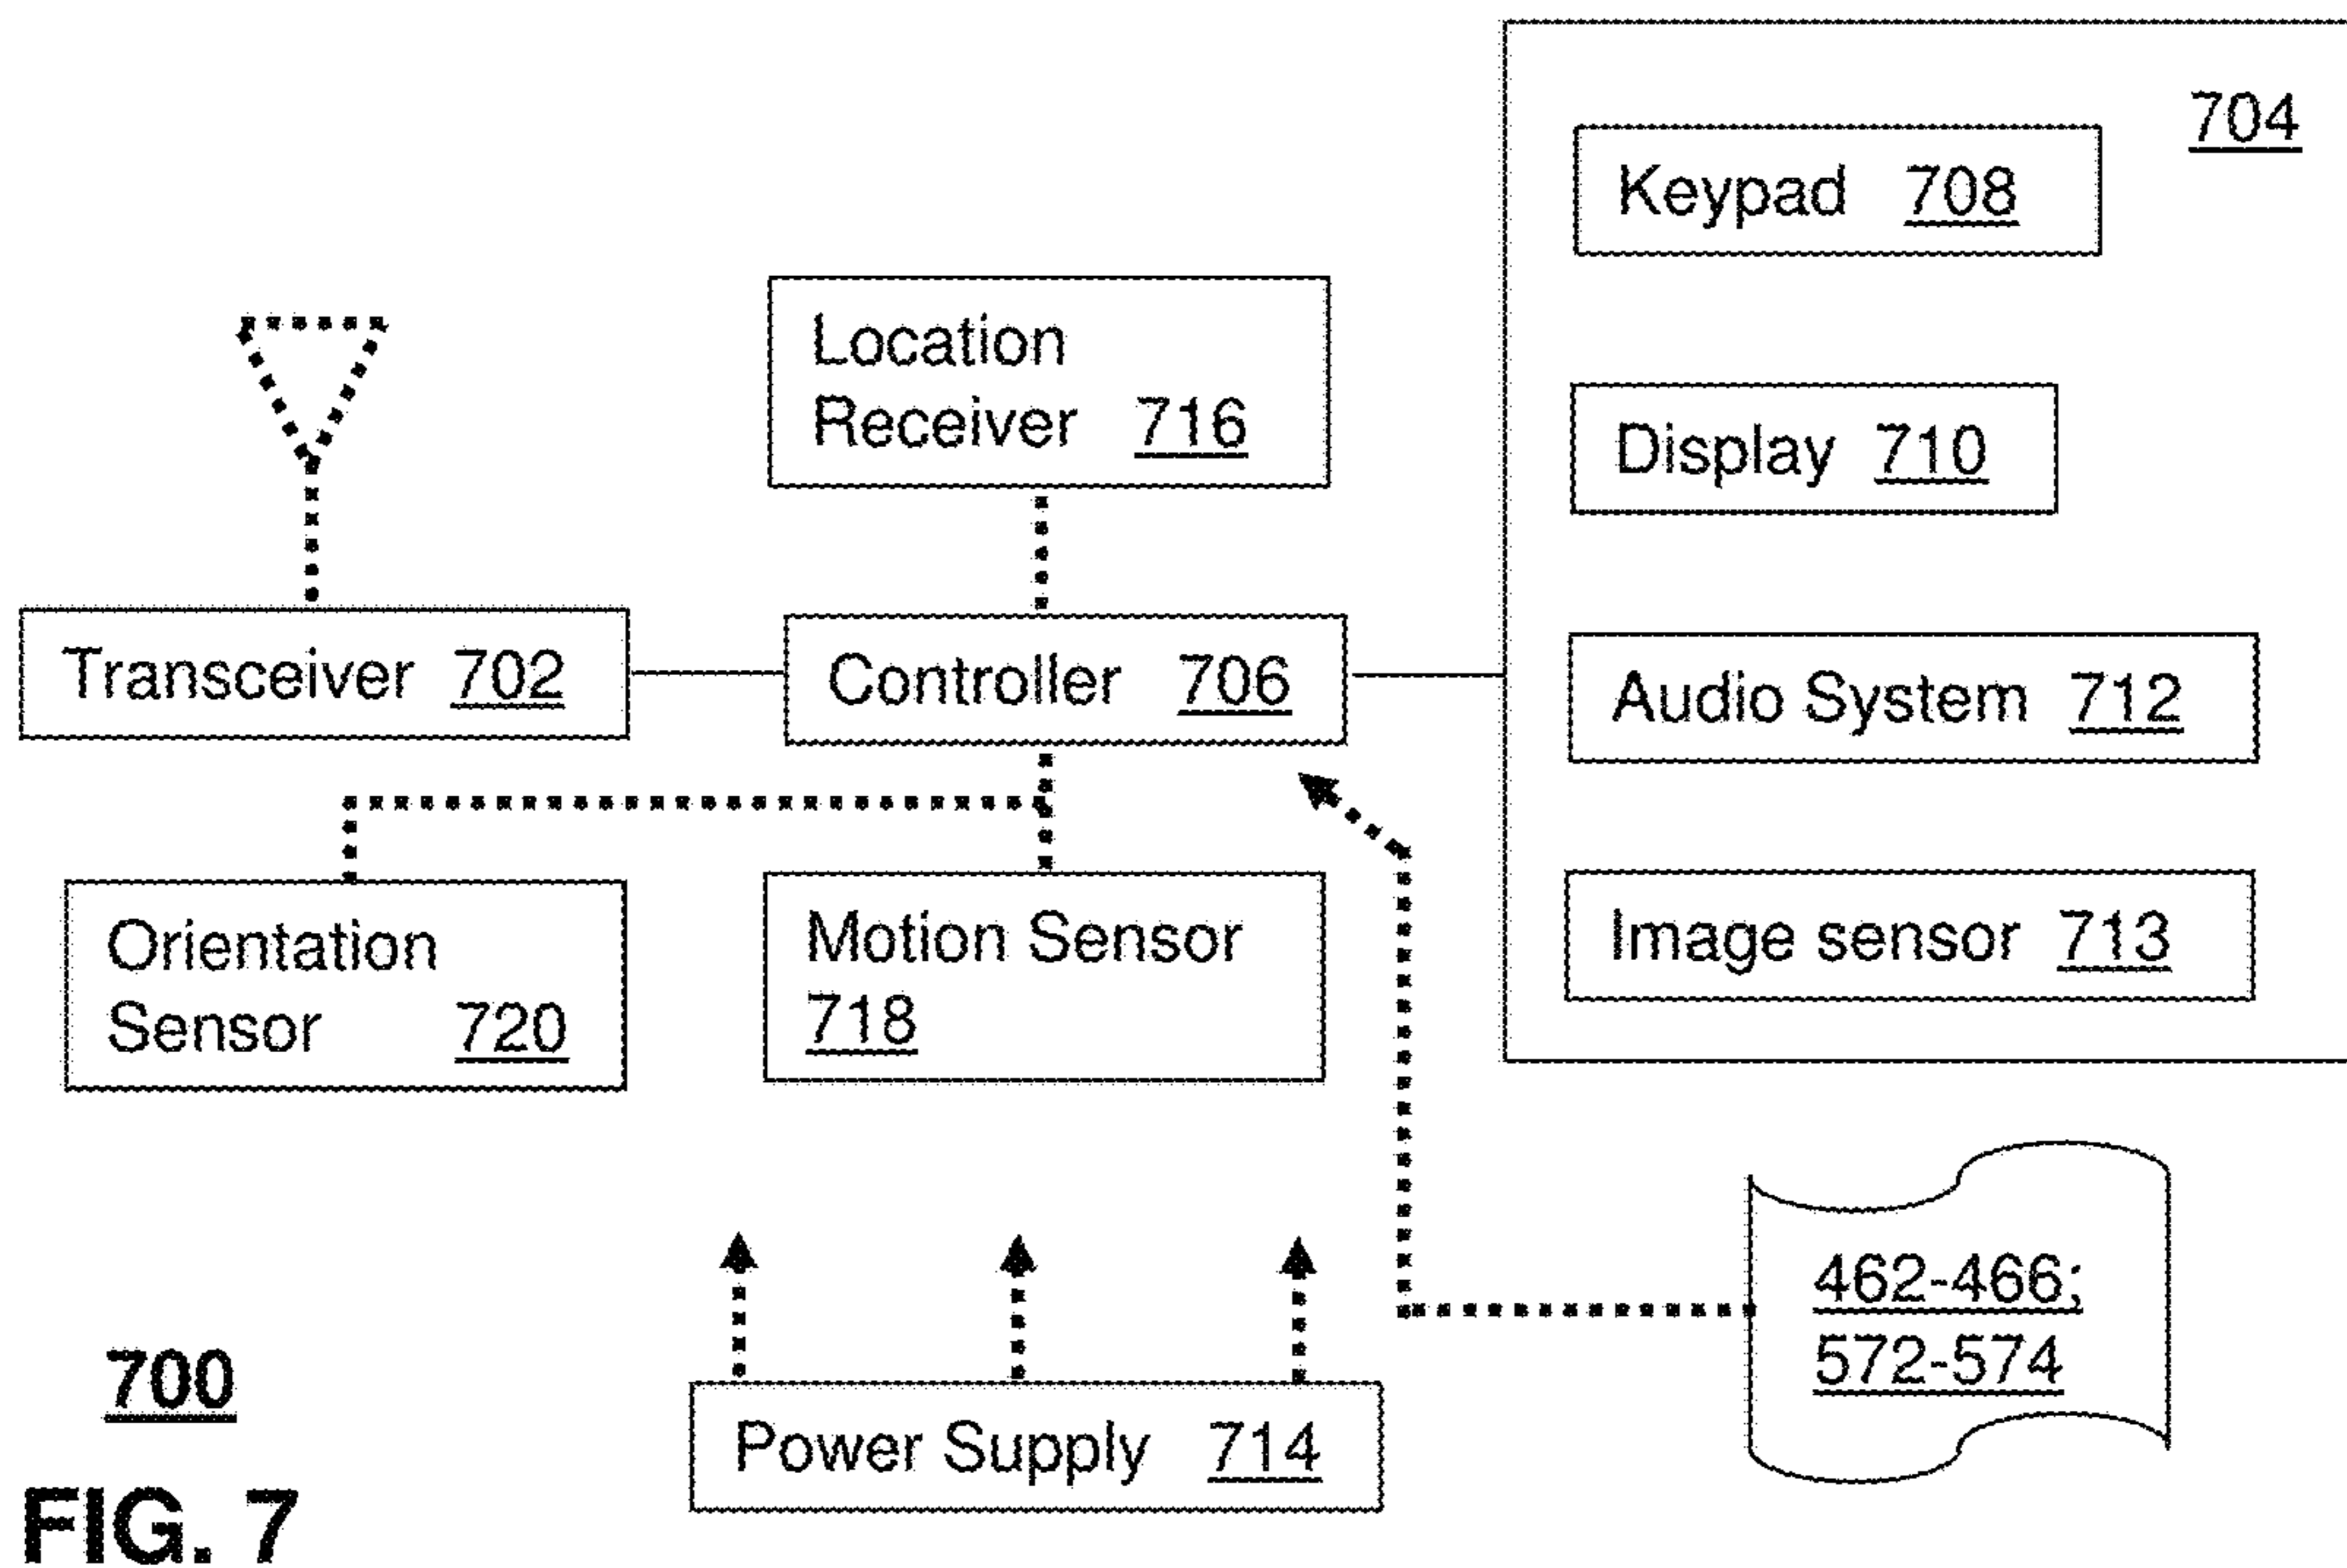 704
Keypad 708
Location
Receiver 716
Display 710
Transceiver 702
Controller 706
Audio System 712
Orientation
Sensor 720
Motion Sensor
718
Image sensor 713
462-466;
572-574
700
Power Supply 714
FIG. 7